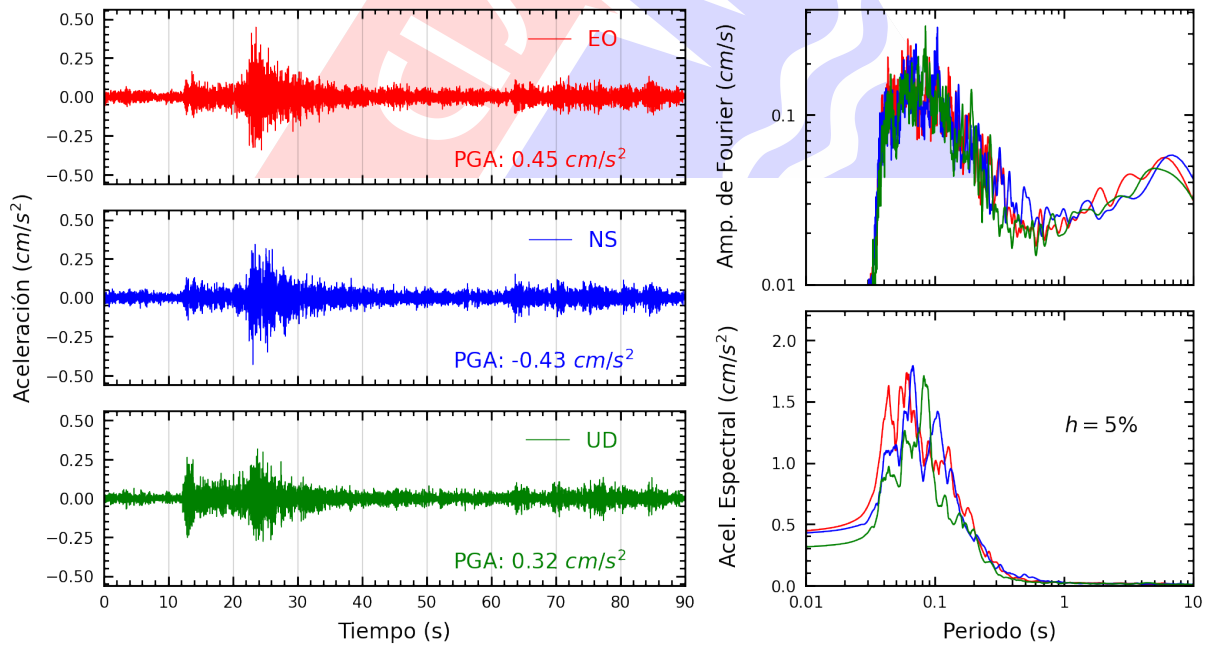 Aceleración (cm/s²)
0.50
0.25
0.00
−0.25
−0.50
EO
PGA: 0.45 cm/s²
0.50
0.25
0.00
−0.25
−0.50
NS
PGA: -0.43 cm/s²
0.50
0.25
0.00
−0.25
−0.50
UD
PGA: 0.32 cm/s²
0 10 20 30 40 50 60 70 80 90
Tiempo (s)
Amp. de Fourier (cm/s)
0.1
0.01
Acel. Espectral (cm/s²)
2.0
1.5
1.0
0.5
0.0
h = 5%
0.01 0.1 1 10
Periodo (s)